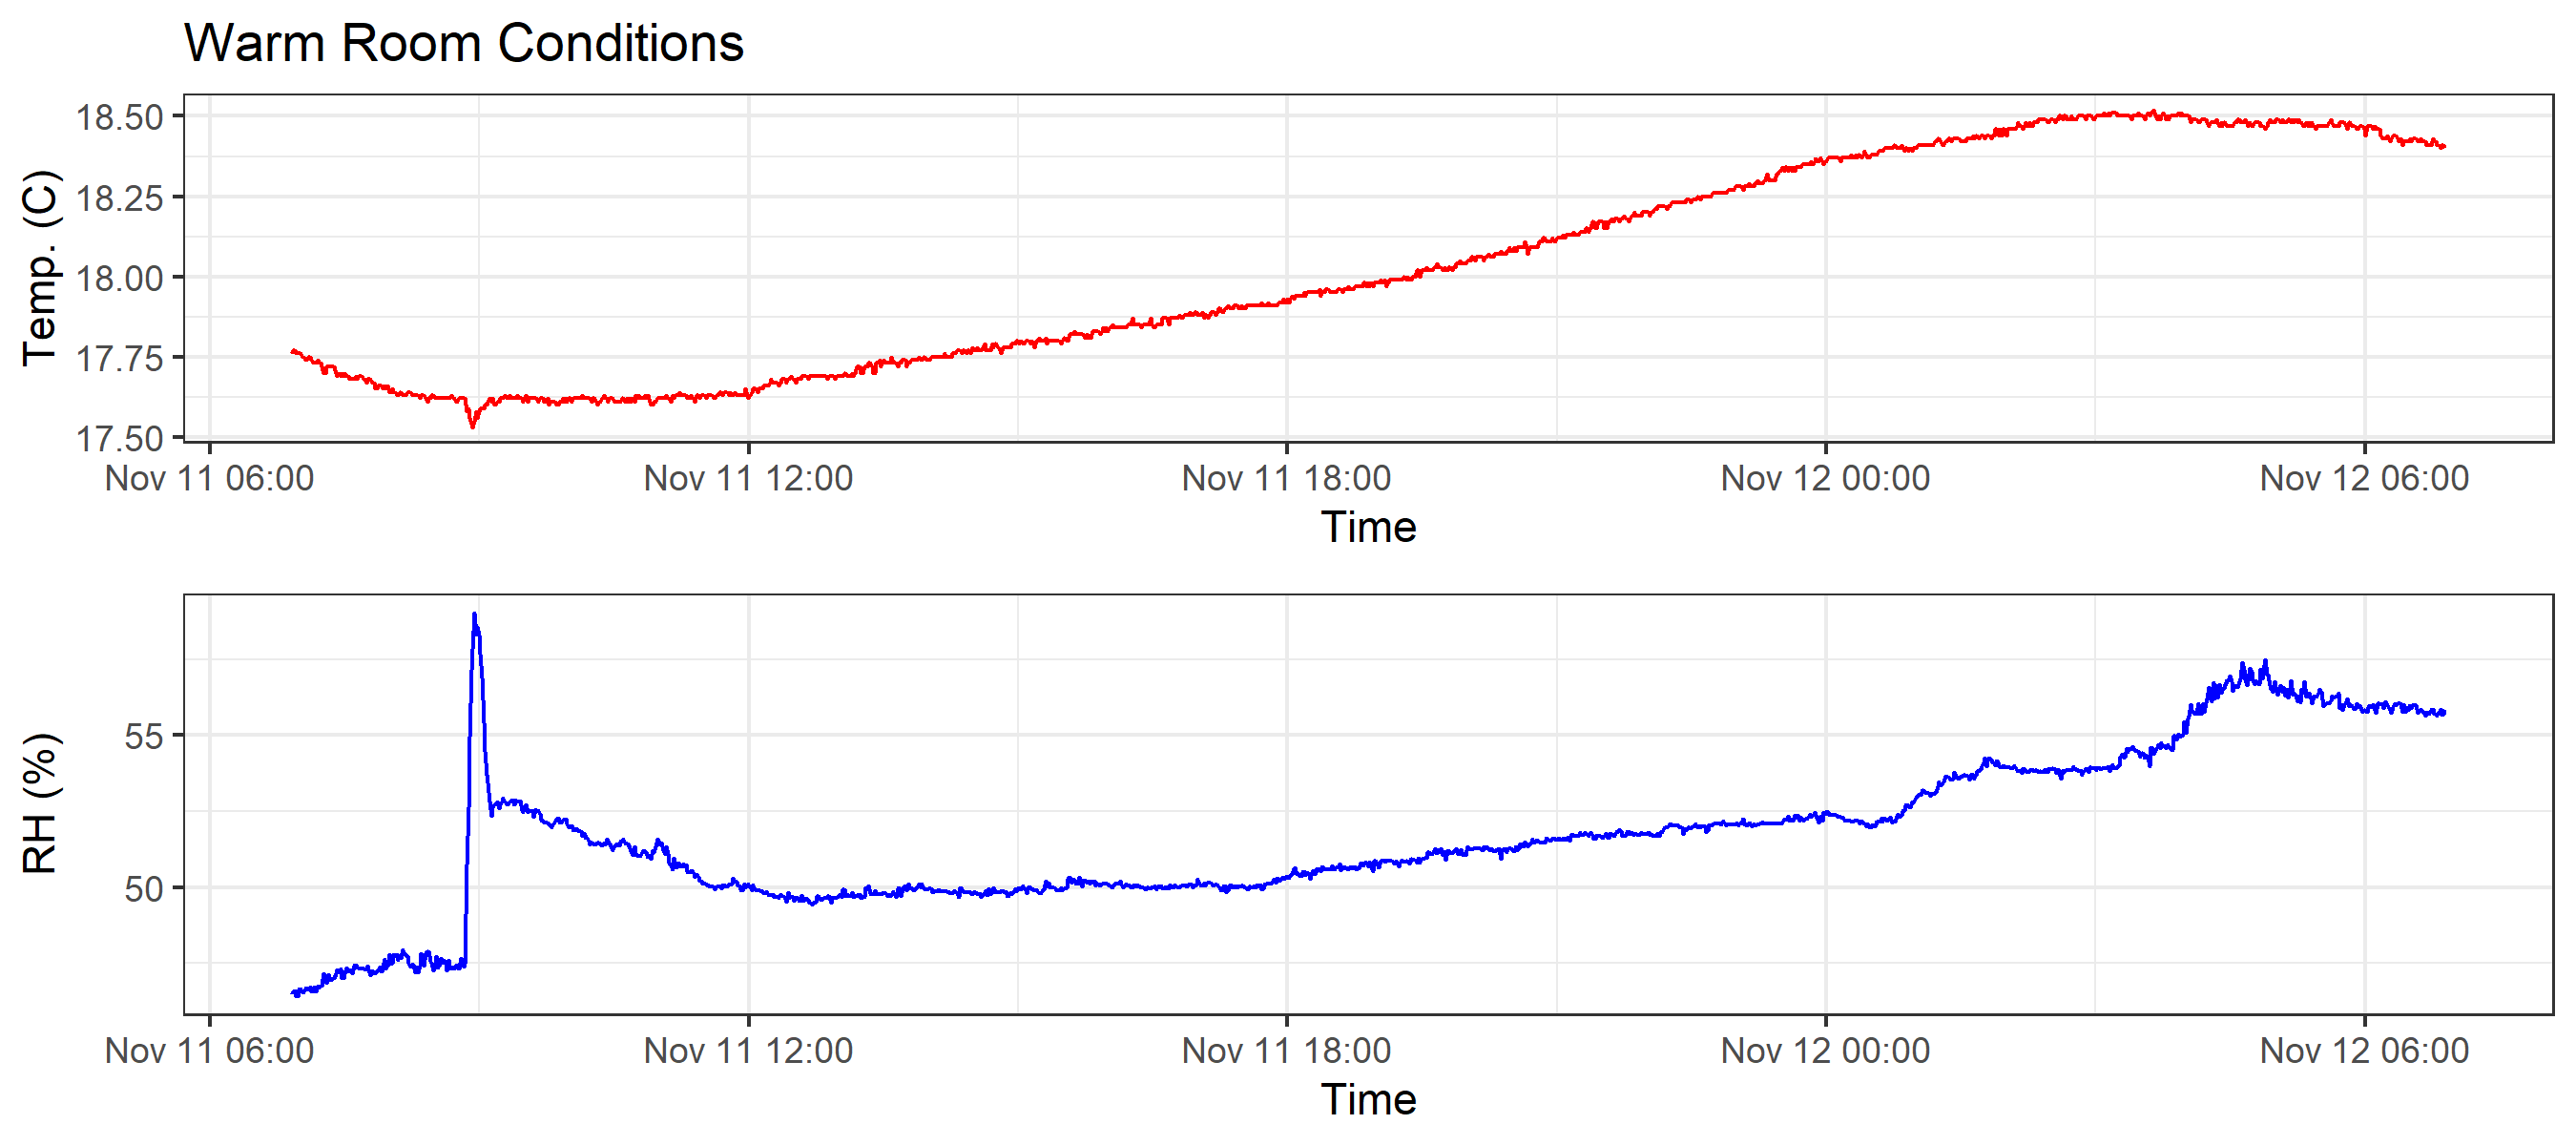 Warm Room Conditions
Temp. (C)
18.50
18.25
18.00
17.75
17.50
Nov 11 06:00 Nov 11 12:00 Nov 11 18:00 Nov 12 00:00 Nov 12 06:00
Time
RH (%)
55
50
Nov 11 06:00 Nov 11 12:00 Nov 11 18:00 Nov 12 00:00 Nov 12 06:00
Time